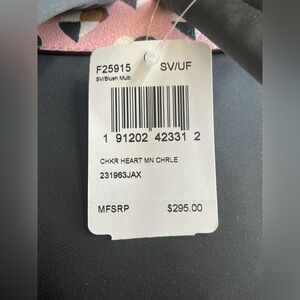 F25915 SV/UF
SV/Blush Multi
1 91202 42331 2
CHKR HEART MN CHRLE
231963JAX
MFSRP $295.00